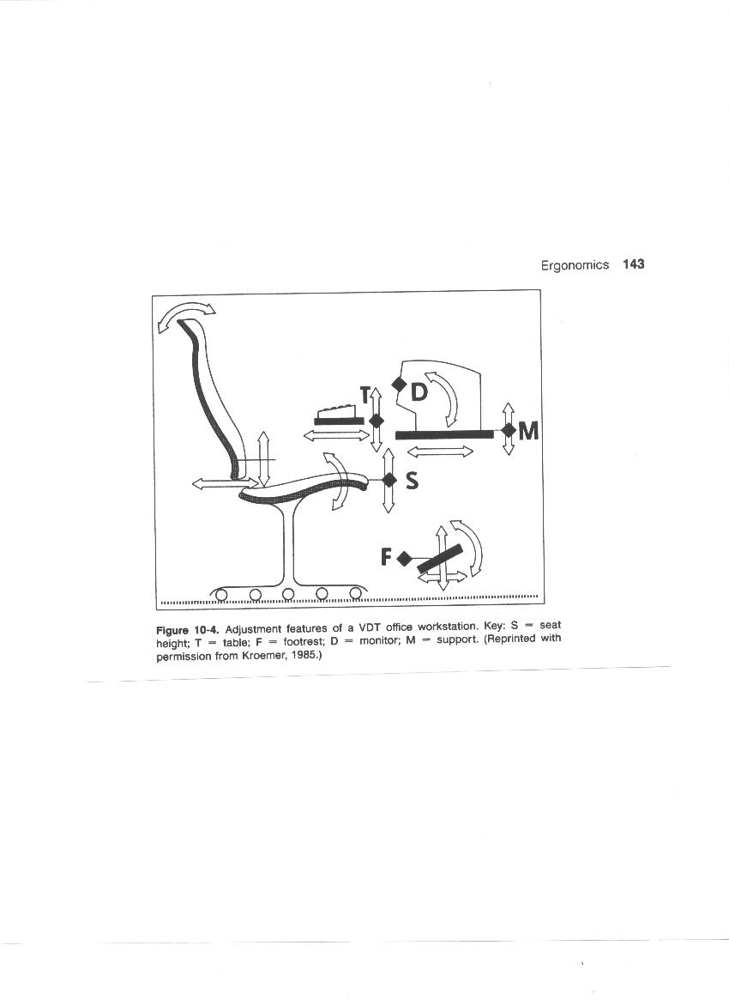 Ergonomics 143
T
D
M
S
F
Figure 10-4. Adjustment features of a VDT office workstation. Key: S = seat
height; T = table; F = footrest; D = monitor; M = support. (Reprinted with
permission from Kroemer, 1985.)